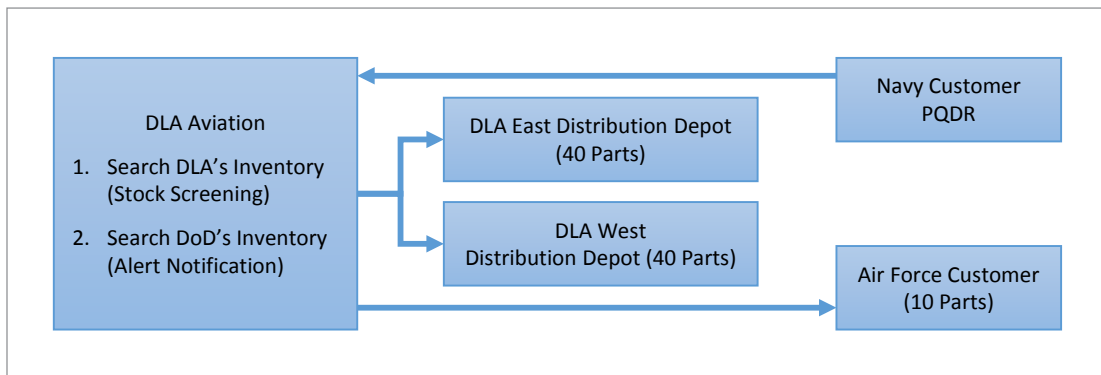 DLA Aviation
1. Search DLA’s Inventory
(Stock Screening)
2. Search DoD’s Inventory
(Alert Notification)
DLA East Distribution Depot
(40 Parts)
DLA West
Distribution Depot (40 Parts)
Navy Customer
PQDR
Air Force Customer
(10 Parts)